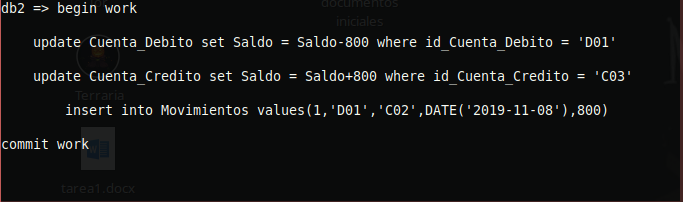 documentos
iniciales
db2 => begin work
update Cuenta_Debito set Saldo = Saldo-800 where id_Cuenta_Debito = 'D01'
update Cuenta_Credito set Saldo = Saldo+800 where id_Cuenta_Credito = 'C03'
Terraria
insert into Movimientos values(1,'D01','C02',DATE('2019-11-08'),800)
commit work
tarea1.docx